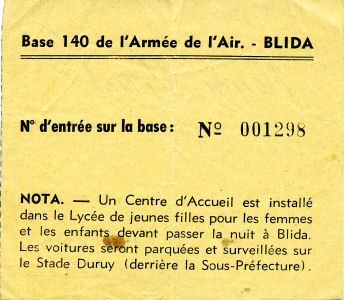 Base 140 de l'Armée de l'Air. - BLIDA
N° d'entrée sur la base : Nº 001298
NOTA. — Un Centre d'Accueil est installé
dans le Lycée de jeunes filles pour les femmes
et les enfants devant passer la nuit à Blida.
Les voitures seront parquées et surveillées sur
le Stade Duruy (derrière la Sous-Préfecture).